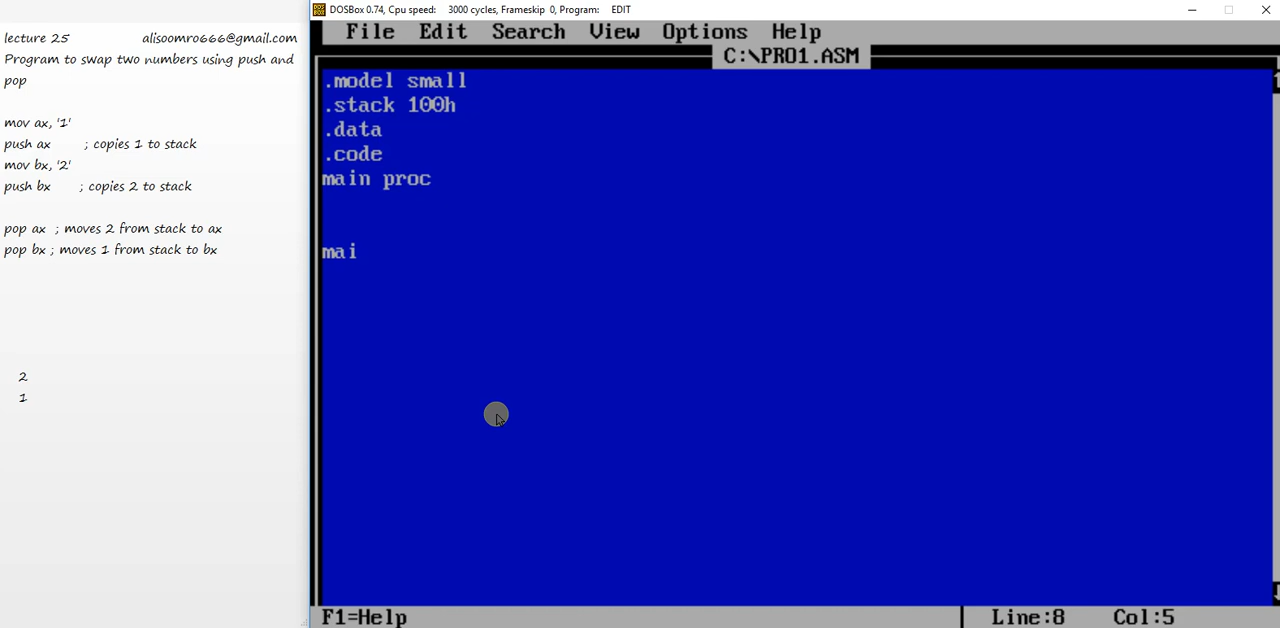 lecture 25 alisoomro666@gmail.com
Program to swap two numbers using push and
pop
mov ax, '1'
push ax ; copies 1 to stack
mov bx, '2'
push bx ; copies 2 to stack
pop ax ; moves 2 from stack to ax
pop bx ; moves 1 from stack to bx
2
1
DOSBox 0.74, Cpu speed: 3000 cycles, Frameskip 0, Program: EDIT
File Edit Search View Options Help
C:\PRO1.ASM
.model small
.stack 100h
.data
.code
main proc
mai
F1=Help Line:8 Col:5